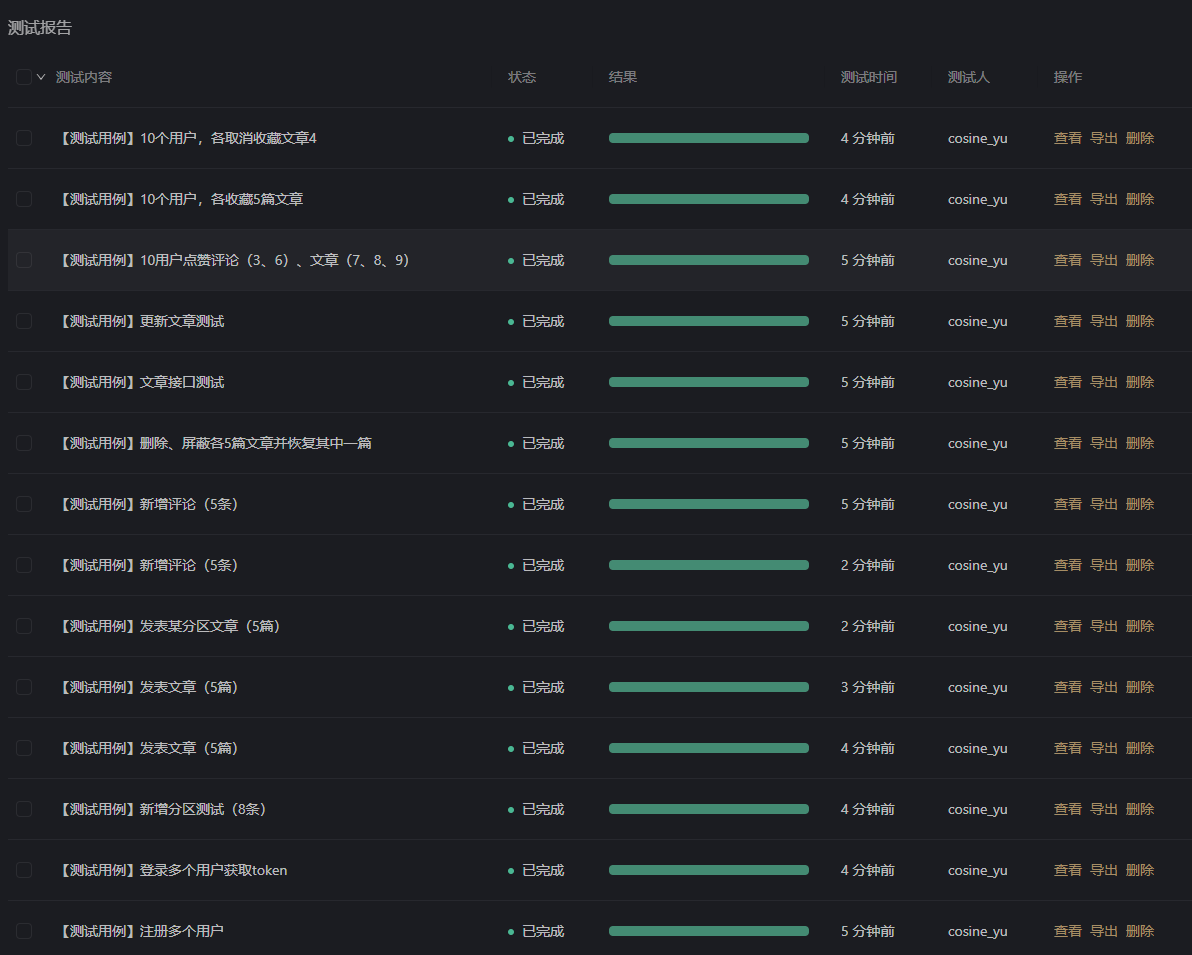 测试报告
测试内容 状态 结果 测试时间 测试人 操作
【测试用例】10个用户，各取消收藏文章4 已完成 4 分钟前 cosine_yu 查看 导出 删除
【测试用例】10个用户，各收藏5篇文章 已完成 4 分钟前 cosine_yu 查看 导出 删除
【测试用例】10用户点赞评论（3、6）、文章（7、8、9） 已完成 5 分钟前 cosine_yu 查看 导出 删除
【测试用例】更新文章测试 已完成 5 分钟前 cosine_yu 查看 导出 删除
【测试用例】文章接口测试 已完成 5 分钟前 cosine_yu 查看 导出 删除
【测试用例】删除、屏蔽各5篇文章并恢复其中一篇 已完成 5 分钟前 cosine_yu 查看 导出 删除
【测试用例】新增评论（5条） 已完成 5 分钟前 cosine_yu 查看 导出 删除
【测试用例】新增评论（5条） 已完成 2 分钟前 cosine_yu 查看 导出 删除
【测试用例】发表某分区文章（5篇） 已完成 2 分钟前 cosine_yu 查看 导出 删除
【测试用例】发表文章（5篇） 已完成 3 分钟前 cosine_yu 查看 导出 删除
【测试用例】发表文章（5篇） 已完成 4 分钟前 cosine_yu 查看 导出 删除
【测试用例】新增分区测试（8条） 已完成 4 分钟前 cosine_yu 查看 导出 删除
【测试用例】登录多个用户获取token 已完成 4 分钟前 cosine_yu 查看 导出 删除
【测试用例】注册多个用户 已完成 5 分钟前 cosine_yu 查看 导出 删除